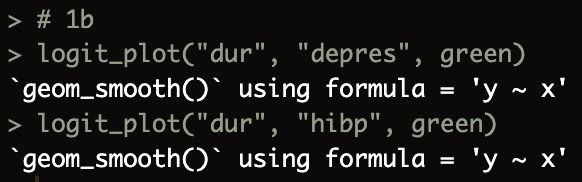 > # 1b
> logit_plot("dur", "depres", green)
`geom_smooth()` using formula = 'y ~ x'
> logit_plot("dur", "hibp", green)
`geom_smooth()` using formula = 'y ~ x'